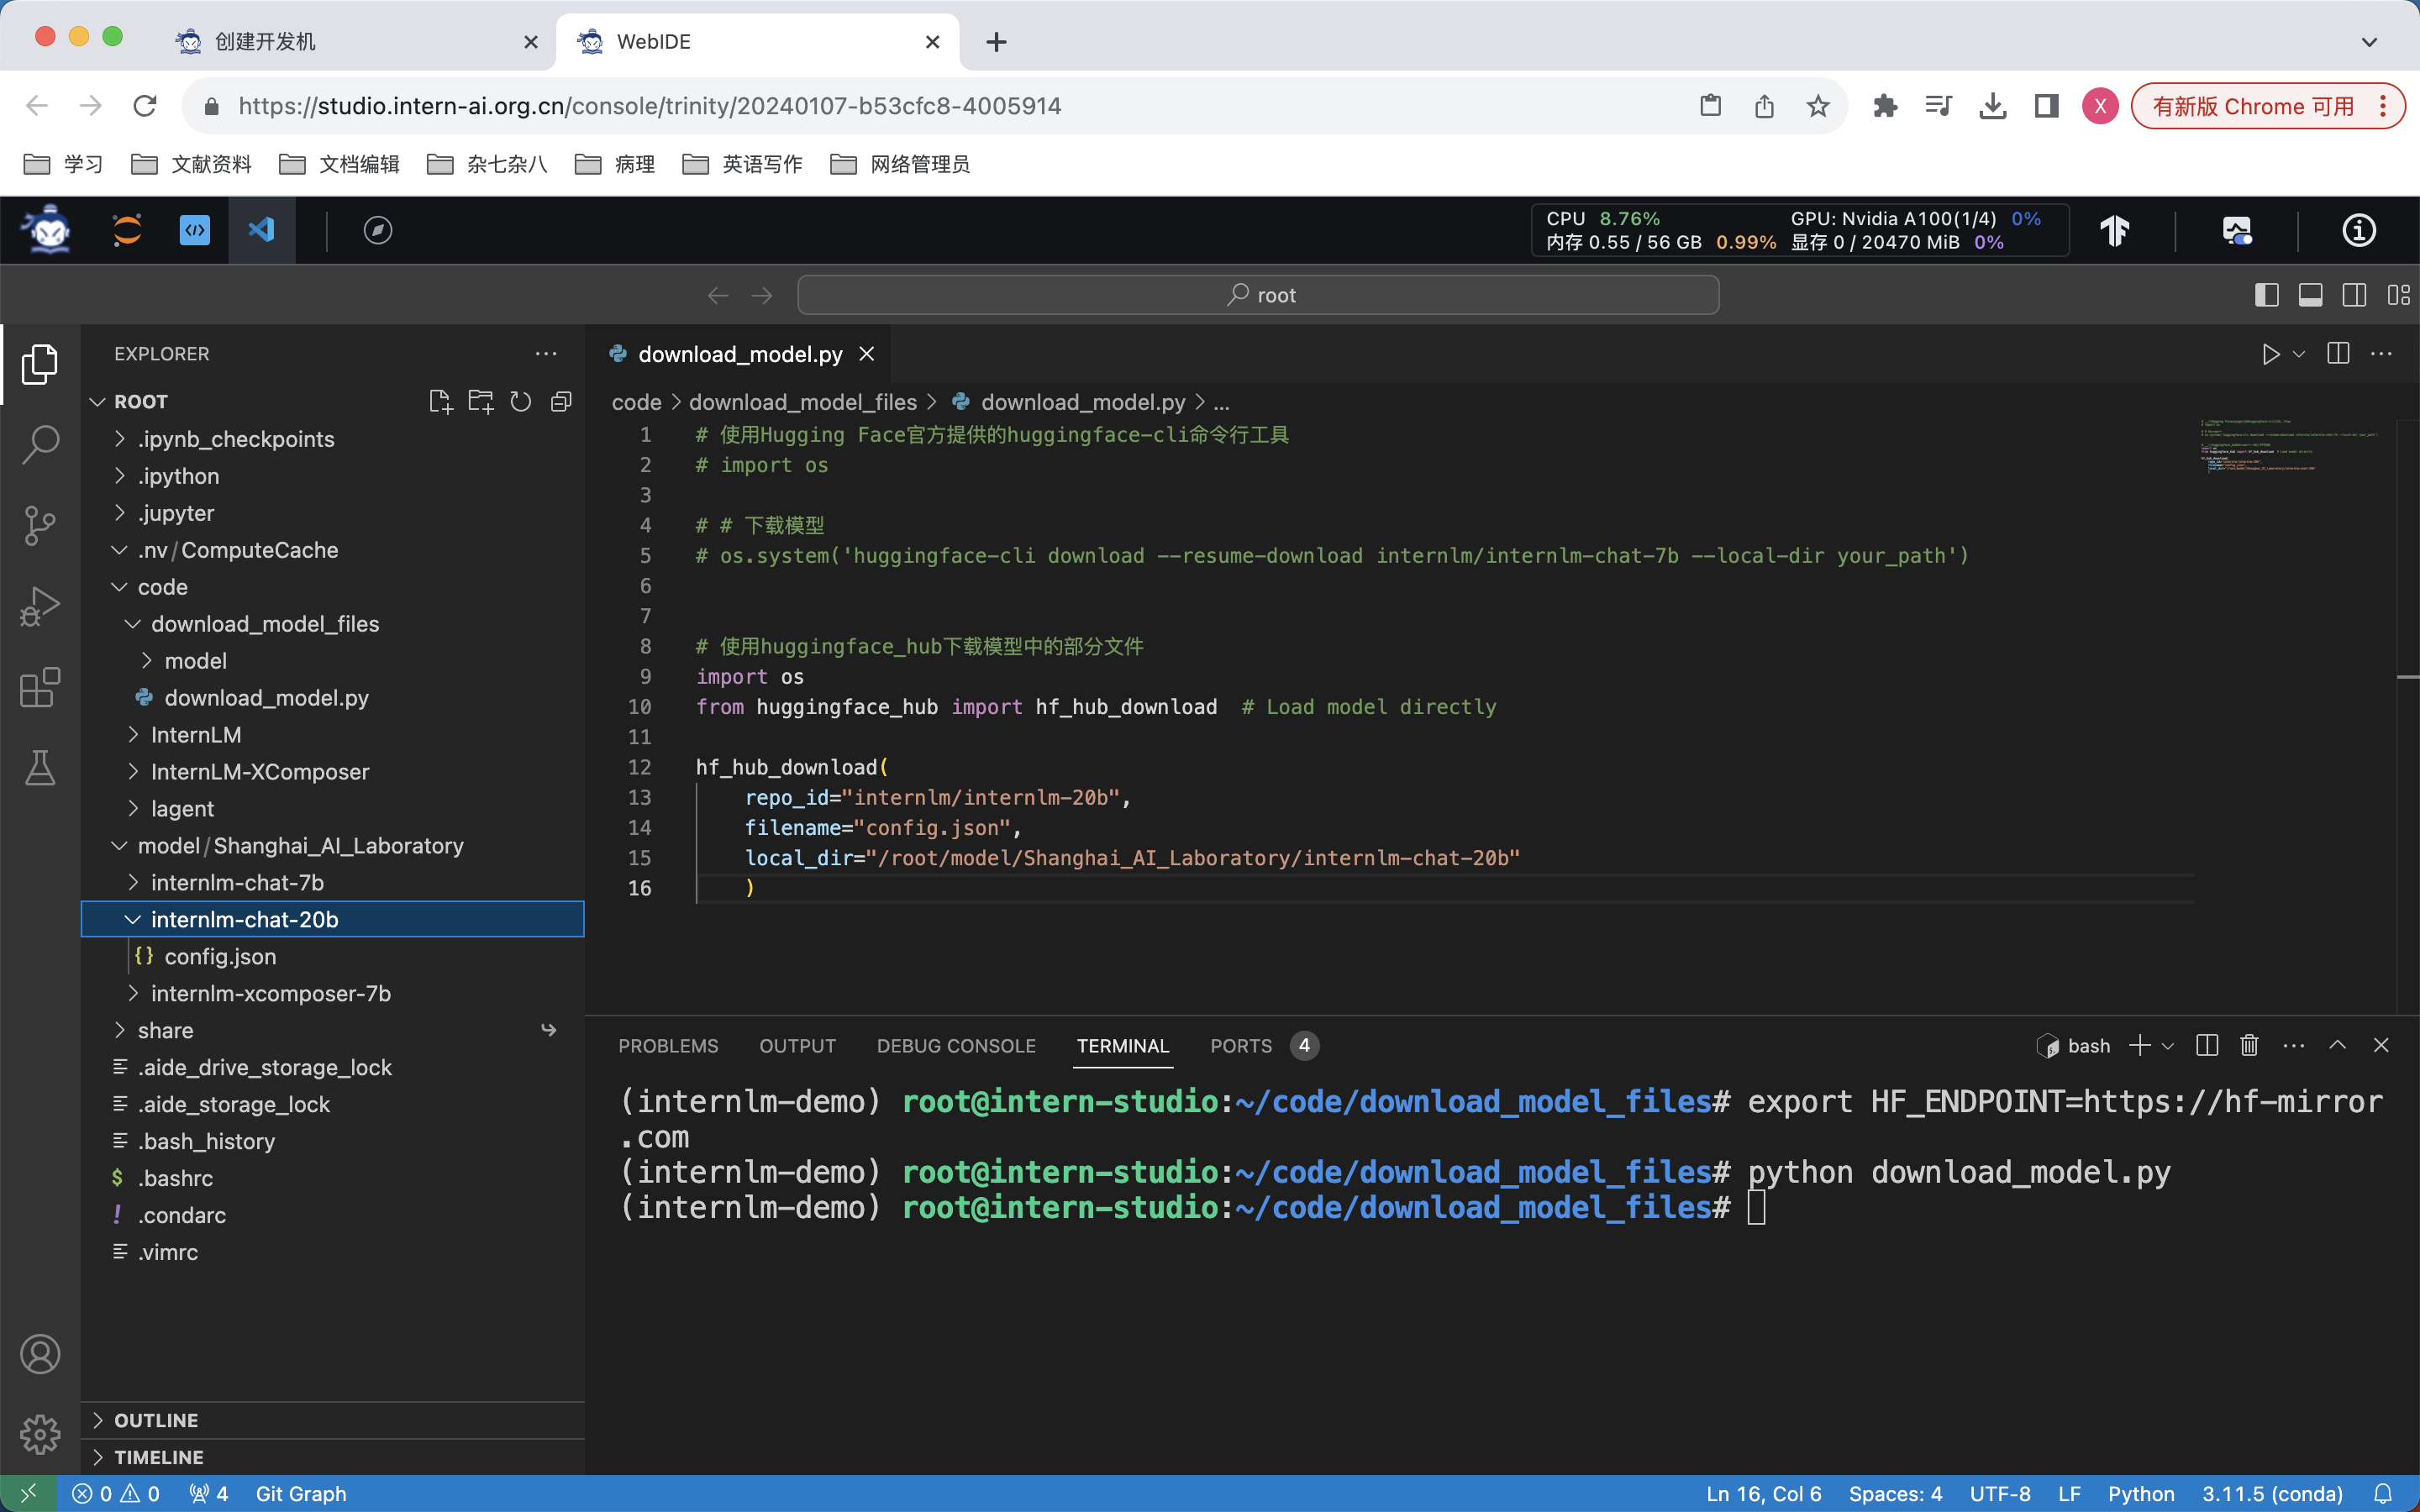 创建开发机
WebIDE
https://studio.intern-ai.org.cn/console/trinity/20240107-b53cfc8-4005914
X
有新版 Chrome 可用
学习 文献资料 文档编辑 杂七杂八 病理 英语写作 网络管理员
CPU 8.76% GPU: Nvidia A100(1/4) 0%
内存 0.55 / 56 GB 0.99% 显存 0 / 20470 MiB 0%
root
EXPLORER
ROOT
.ipynb_checkpoints
.ipython
.jupyter
.nv/ComputeCache
code
download_model_files
model
download_model.py
InternLM
InternLM-XComposer
lagent
model/Shanghai_AI_Laboratory
internlm-chat-7b
internlm-chat-20b
{} config.json
internlm-xcomposer-7b
share
.aide_drive_storage_lock
.aide_storage_lock
.bash_history
$ .bashrc
! .condarc
.vimrc
OUTLINE
TIMELINE
download_model.py
code > download_model_files > download_model.py > ...
1 # 使用Hugging Face官方提供的huggingface-cli命令行工具
2 # import os
3
4 # # 下载模型
5 # os.system('huggingface-cli download --resume-download internlm/internlm-chat-7b --local-dir your_path')
6
7
8 # 使用huggingface_hub下载模型中的部分文件
9 import os
10 from huggingface_hub import hf_hub_download  # Load model directly
11
12 hf_hub_download(
13     repo_id="internlm/internlm-20b",
14     filename="config.json",
15     local_dir="/root/model/Shanghai_AI_Laboratory/internlm-chat-20b"
16     )
PROBLEMS OUTPUT DEBUG CONSOLE TERMINAL PORTS 4
bash
(internlm-demo) root@intern-studio:~/code/download_model_files# export HF_ENDPOINT=https://hf-mirror
.com
(internlm-demo) root@intern-studio:~/code/download_model_files# python download_model.py
(internlm-demo) root@intern-studio:~/code/download_model_files#
0 0 4 Git Graph
Ln 16, Col 6 Spaces: 4 UTF-8 LF Python 3.11.5 (conda)